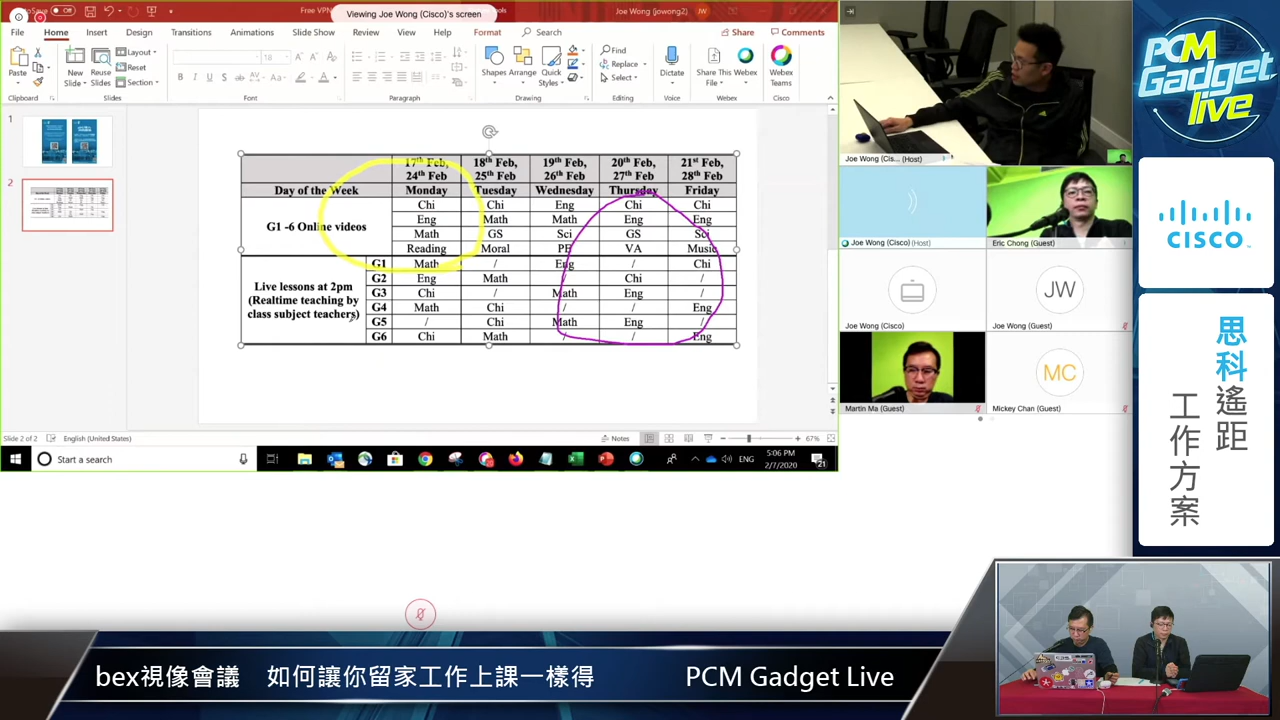 Viewing Joe Wong (Cisco)'s screen
Joe Wong (jowong2) JW
File Home Insert Design Transitions Animations Slide Show Review View Help Format Search Share Comments
Paste New Slide Reuse Slides Layout Reset Section
B I U S
18
Shapes Arrange Quick Styles
Find Replace Select
Dictate Share This File Webex Webex Teams
Clipboard Slides Font Paragraph Drawing Editing Voice Webex Cisco
1
2
17th Feb, 24th Feb 18th Feb, 25th Feb 19th Feb, 26th Feb 20th Feb, 27th Feb 21st Feb, 28th Feb
Day of the Week Monday Tuesday Wednesday Thursday Friday
G1 -6 Online videos
Chi Chi Eng Chi Chi
Eng Math Math Eng Eng
Math GS Sci GS Sci
Reading Moral PE VA Music
Live lessons at 2pm
(Realtime teaching by
class subject teachers)
G1 Math / Eng / Chi
G2 Eng Math / Chi /
G3 Chi / Math Eng /
G4 Math Chi / / Eng
G5 / Chi Math Eng /
G6 Chi Math / / Eng
Slide 2 of 2 English (United States) Notes 67%
Start a search
ENG 5:06 PM
2/7/2020 21
Joe Wong (Cis... (Host)
Joe Wong (Cisco) (Host)
Eric Chong (Guest)
Joe Wong (Cisco)
JW
Joe Wong (Guest)
Martin Ma (Guest)
MC
Mickey Chan (Guest)
PCM
Gadget
live
CISCO
思科遙距
工作方案
bex視像會議 如何讓你留家工作上課一樣得 PCM Gadget Live